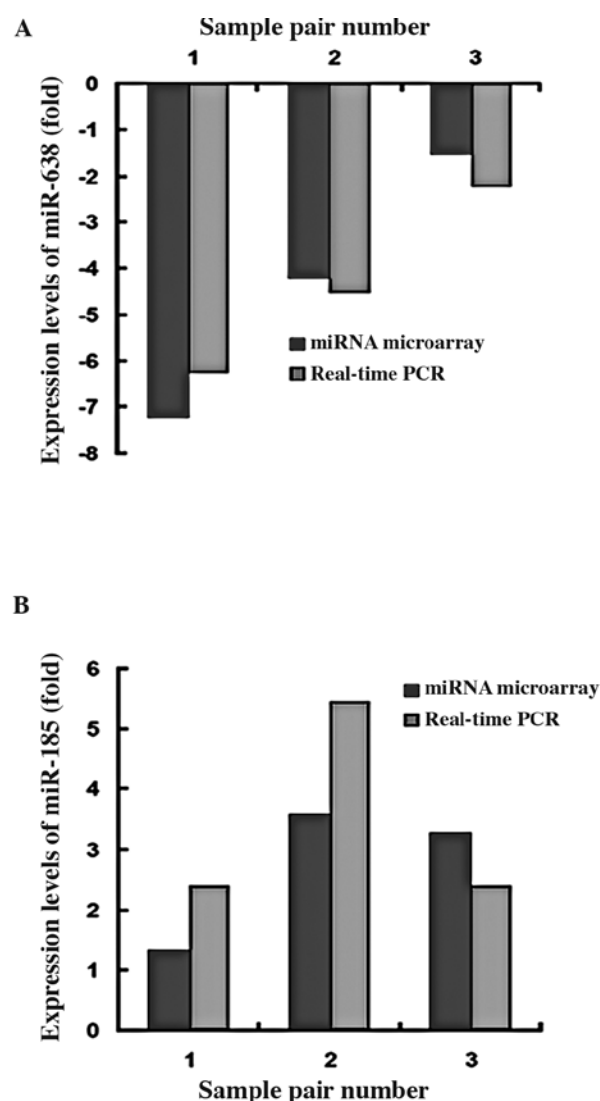 A
Sample pair number
1 2 3
Expression levels of miR-638 (fold)
0
-1
-2
-3
-4
-5
-6
-7
-8
miRNA microarray
Real-time PCR
B
Expression levels of miR-185 (fold)
6
5
4
3
2
1
0
miRNA microarray
Real-time PCR
1 2 3
Sample pair number